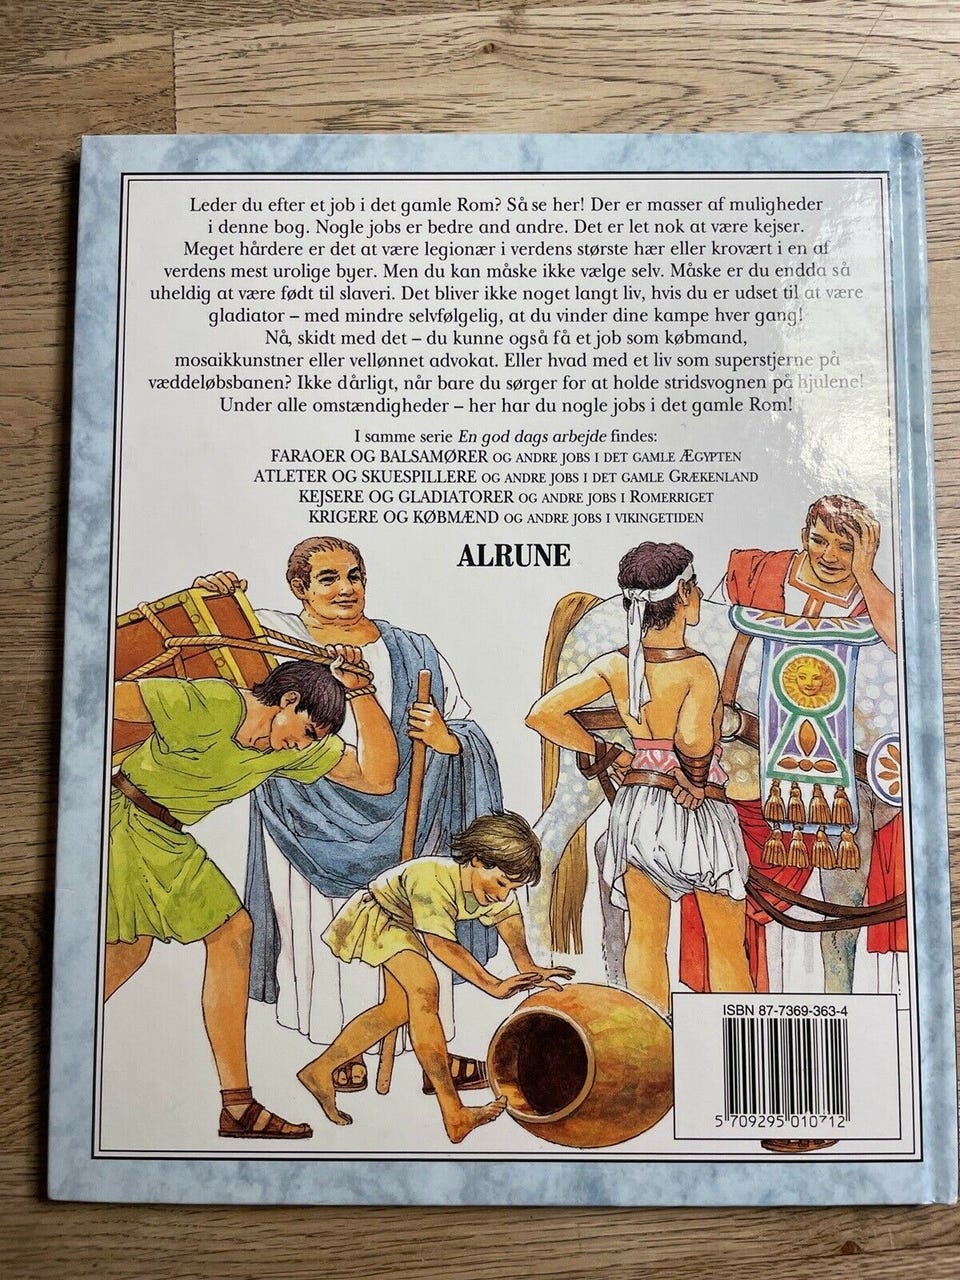 Leder du efter et job i det gamle Rom? Så se her! Der er masser af muligheder
i denne bog. Nogle jobs er bedre and andre. Det er let nok at være kejser.
Meget hårdere er det at være legionær i verdens største hær eller krovært i en af
verdens mest urolige byer. Men du kan måske ikke vælge selv. Måske er du endda så
uheldig at være født til slaveri. Det bliver ikke noget langt liv, hvis du er udset til at være
gladiator – med mindre selvfølgelig, at du vinder dine kampe hver gang!
Nå, skidt med det – du kunne også få et job som købmand,
mosaikkunstner eller vellønnet advokat. Eller hvad med et liv som superstjerne på
væddeløbsbanen? Ikke dårligt, når bare du sørger for at holde stridsvognen på hjulene!
Under alle omstændigheder – her har du nogle jobs i det gamle Rom!
I samme serie En god dags arbejde findes:
FARAOER OG BALSAMØRER OG ANDRE JOBS I DET GAMLE ÆGYPTEN
ATLETER OG SKUESPILLERE OG ANDRE JOBS I DET GAMLE GRÆKENLAND
KEJSERE OG GLADIATORER OG ANDRE JOBS I ROMERRIGET
KRIGERE OG KØBMÆND OG ANDRE JOBS I VIKINGETIDEN
ALRUNE
ISBN 87-7369-363-4
5 709295 010712